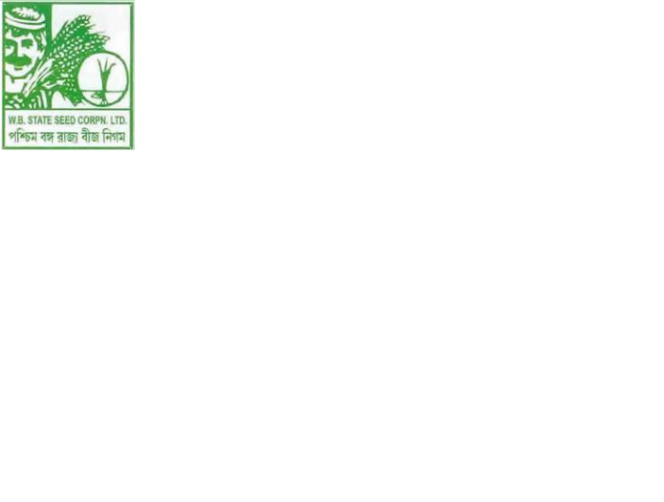 W.B. STATE SEED CORPN. LTD.
পশ্চিম বঙ্গ রাজ্য বীজ নিগম